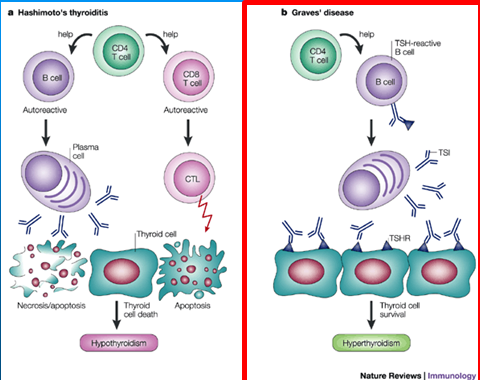 a Hashimoto's thyroiditis
help
CD4
T cell
help
B cell
CD8
T cell
Autoreactive
Autoreactive
Plasma
cell
CTL
Thyroid cell
Necrosis/apoptosis
Thyroid
cell death
Apoptosis
Hypothyroidism
b Graves' disease
CD4
T cell
help
TSH-reactive
B cell
B cell
TSI
TSHR
Thyroid cell
survival
Hyperthyroidism
Nature Reviews | Immunology